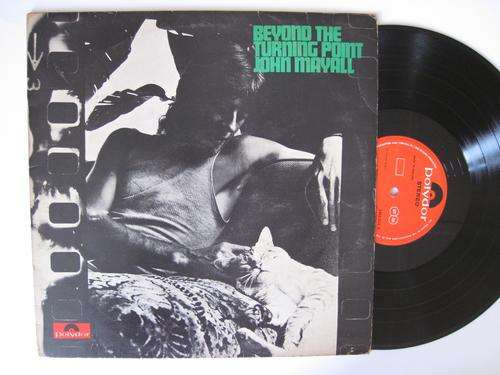 BEYOND THE
TURNING POINT
JOHN MAYALL
Polydor
Polydor
STEREO